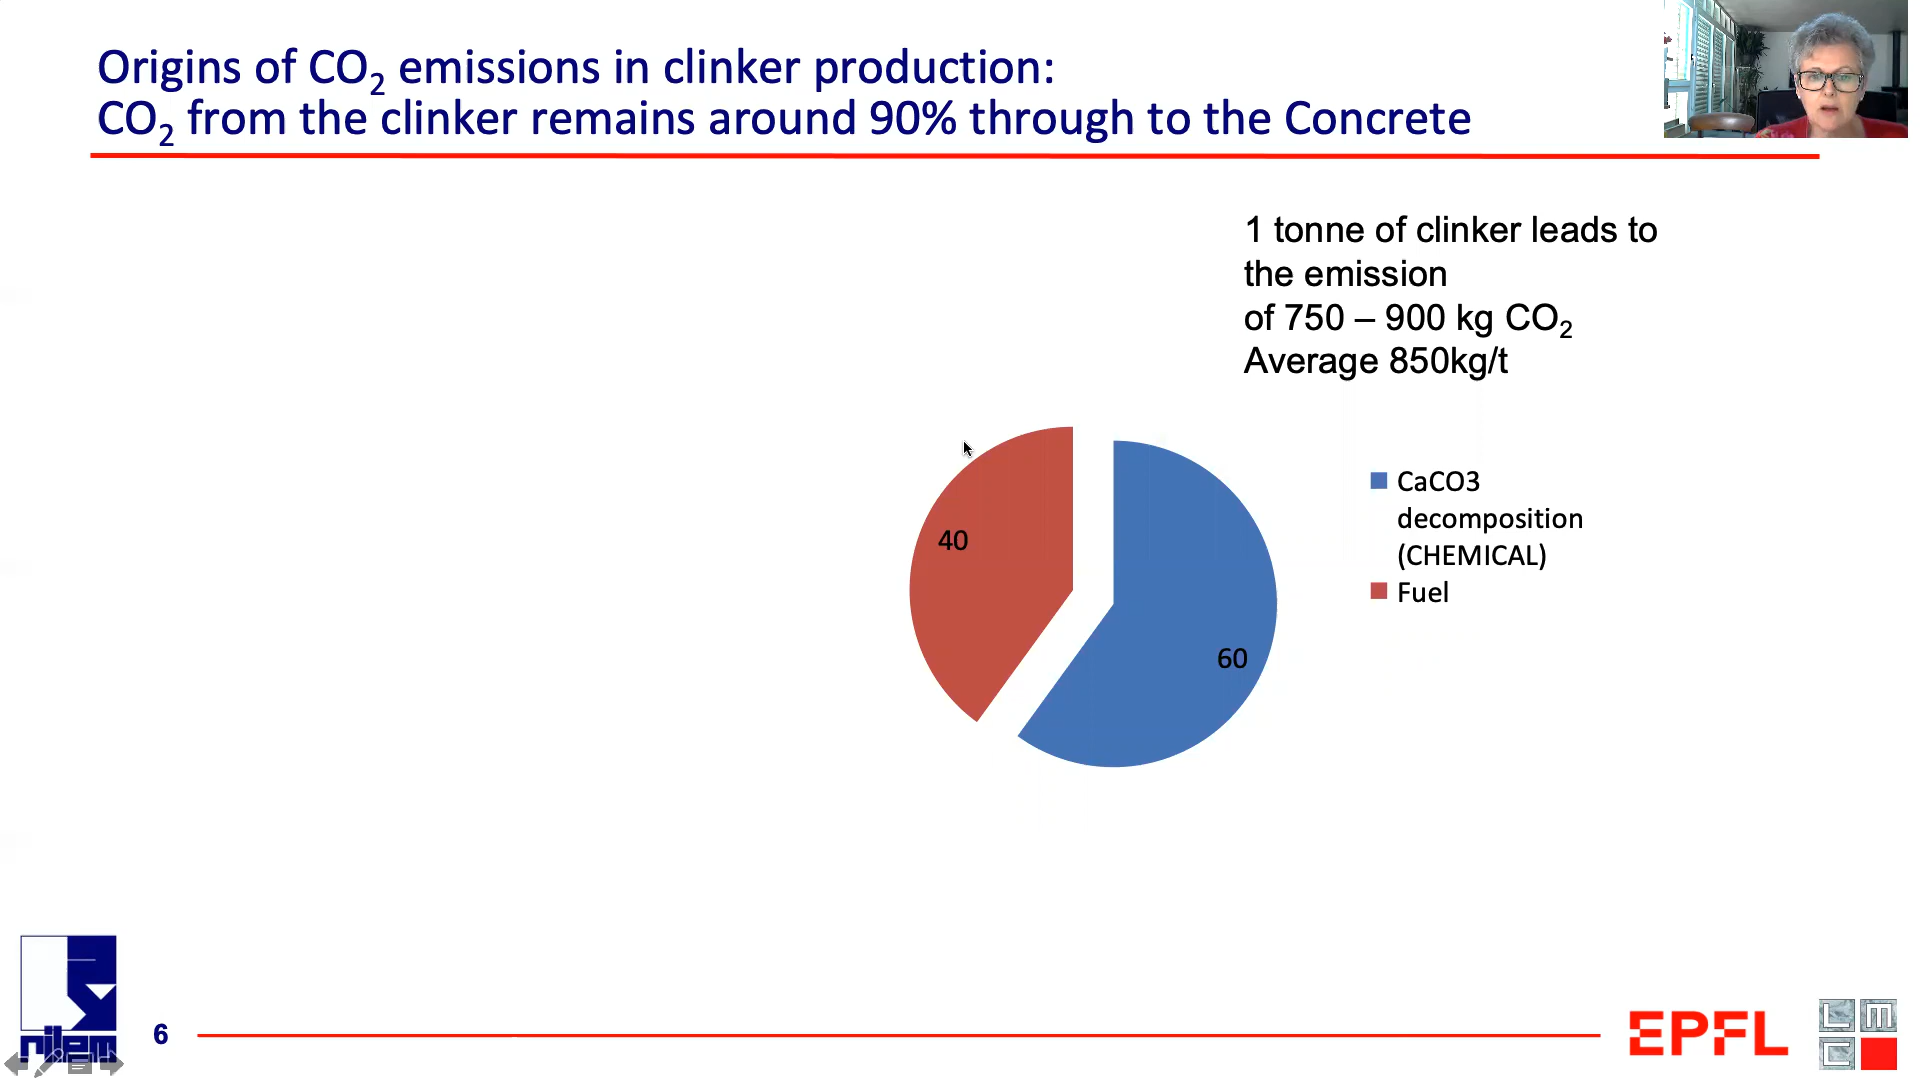 Origins of CO₂ emissions in clinker production:
CO₂ from the clinker remains around 90% through to the Concrete
1 tonne of clinker leads to
the emission
of 750 – 900 kg CO₂
Average 850kg/t
40
60
CaCO3
decomposition
(CHEMICAL)
Fuel
rilem
6
EPFL
L M
C